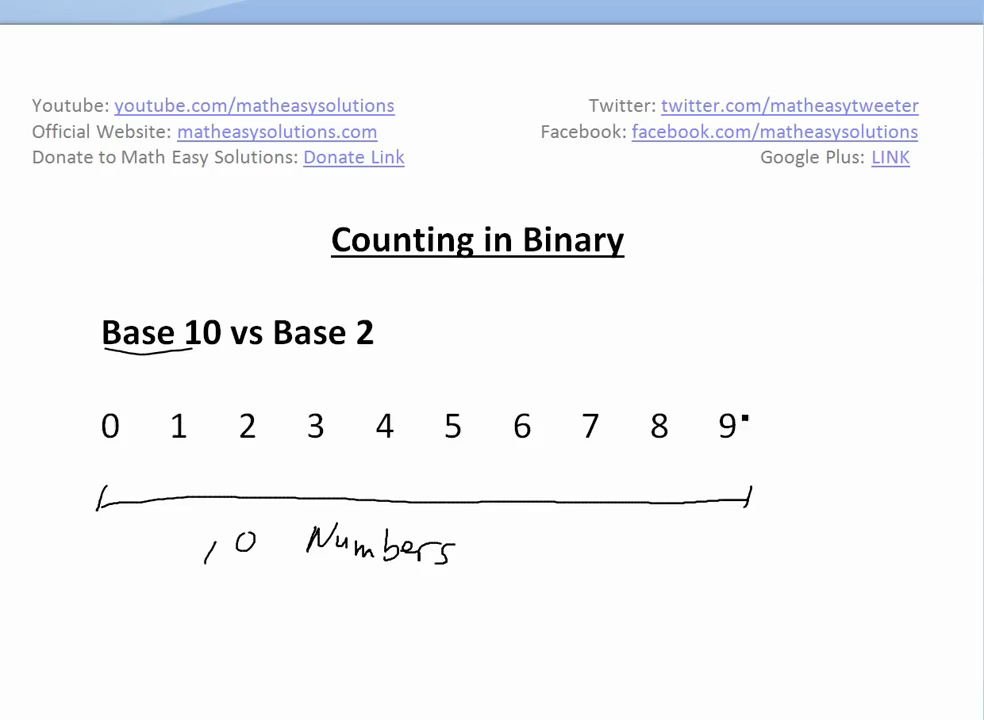 Youtube: youtube.com/matheasysolutions
Twitter: twitter.com/matheasytweeter
Official Website: matheasysolutions.com
Facebook: facebook.com/matheasysolutions
Donate to Math Easy Solutions: Donate Link
Google Plus: LINK
Counting in Binary
Base 10 vs Base 2
0 1 2 3 4 5 6 7 8 9
10 Numbers